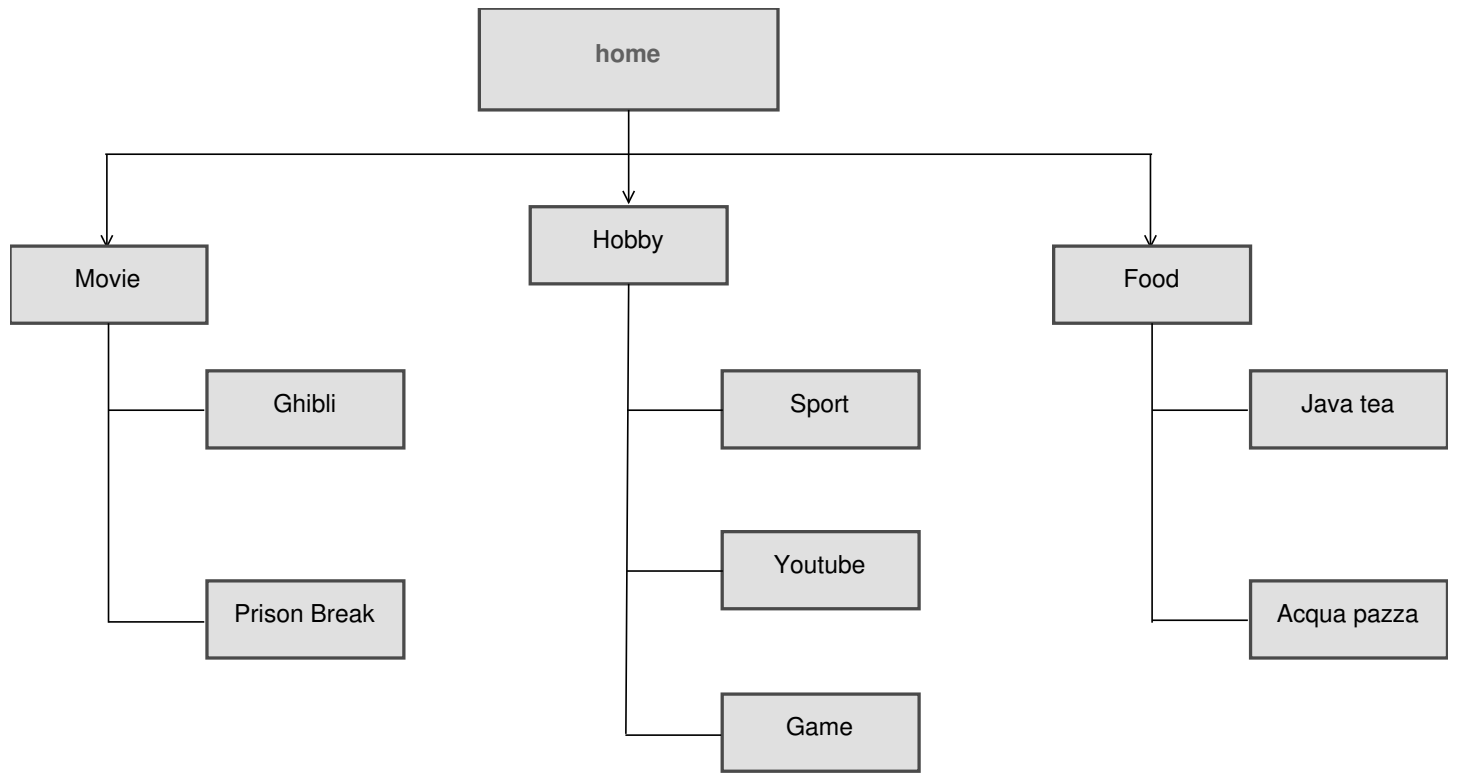 home
Hobby
Movie
Food
Ghibli
Sport
Java tea
Youtube
Prison Break
Acqua pazza
Game